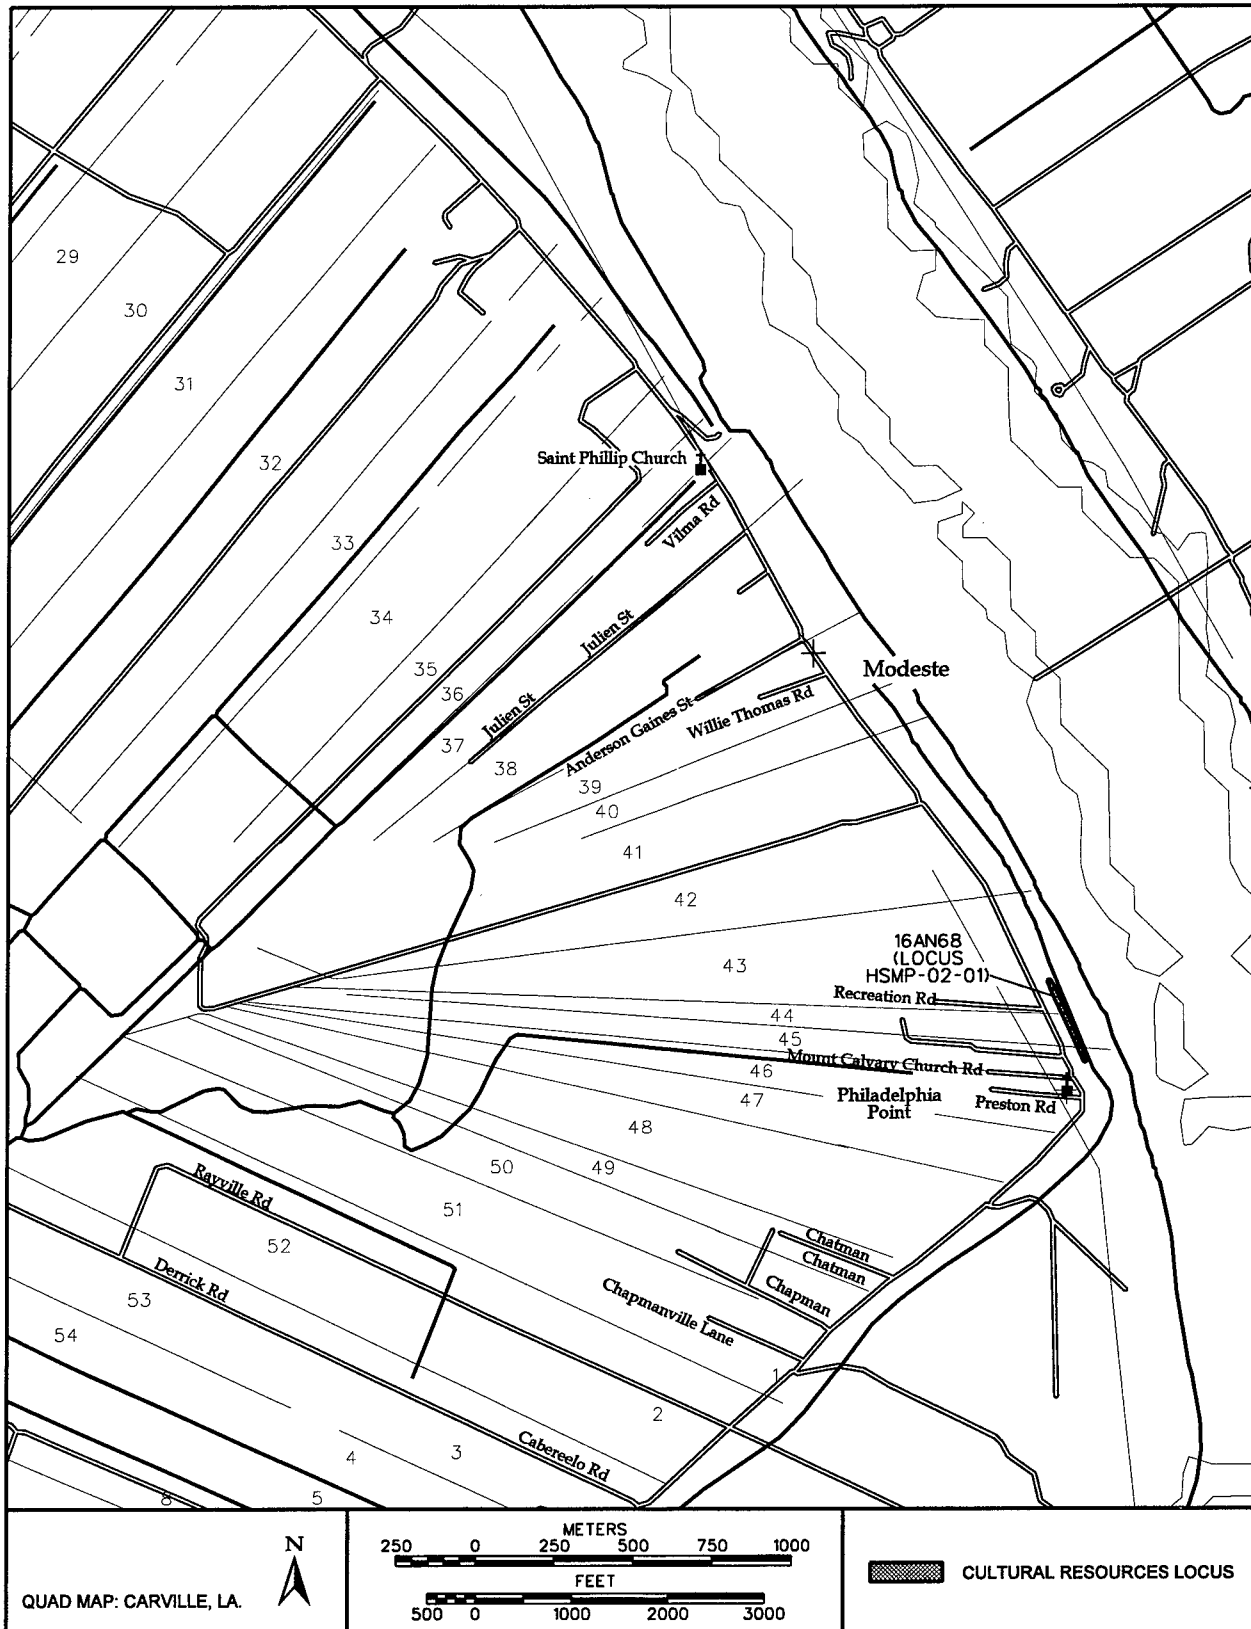 29
30
31
32
Saint Phillip Church
Vilma Rd
33
34
Julien St
35
36
Modeste
Julien St
37
Anderson Gaines St
Willie Thomas Rd
38
39
40
41
42
16AN68
(LOCUS
HSMP-02-01)
43
Recreation Rd
44
45
Mount Calvary Church Rd
46
47
Philadelphia
Point
Preston Rd
48
49
50
51
Rayville Rd
52
Chatman
Chatman
Chapman
Derrick Rd
53
Chapmanville Lane
54
1
2
3
Cabereelo Rd
4
5
8
QUAD MAP: CARVILLE, LA.
N
METERS
250 0 250 500 750 1000
FEET
500 0 1000 2000 3000
CULTURAL RESOURCES LOCUS